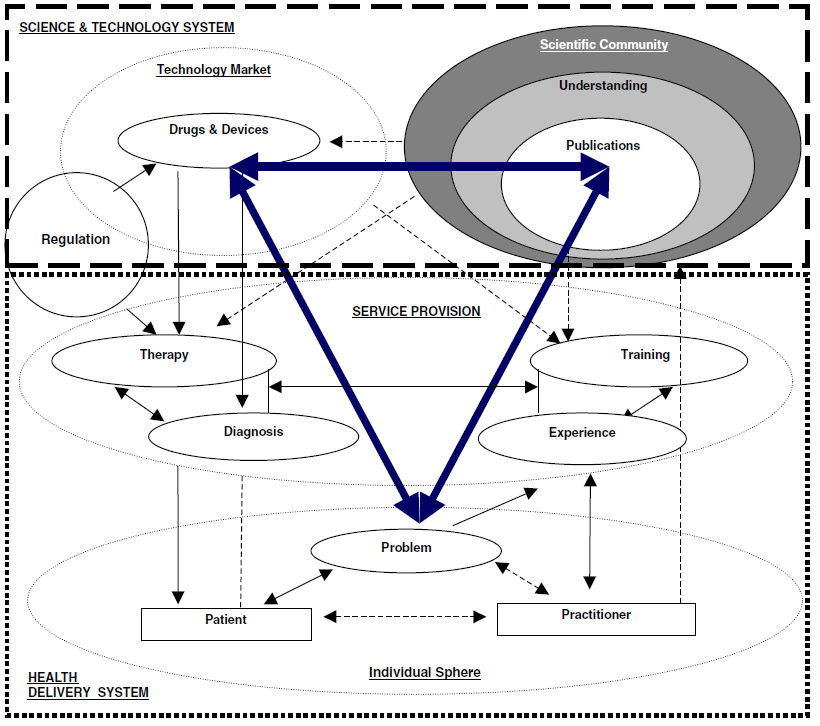 SCIENCE & TECHNOLOGY SYSTEM
Scientific Community
Technology Market
Understanding
Drugs & Devices
Publications
Regulation
SERVICE PROVISION
Therapy
Training
Diagnosis
Experience
Problem
Patient
Practitioner
Individual Sphere
HEALTH
DELIVERY SYSTEM